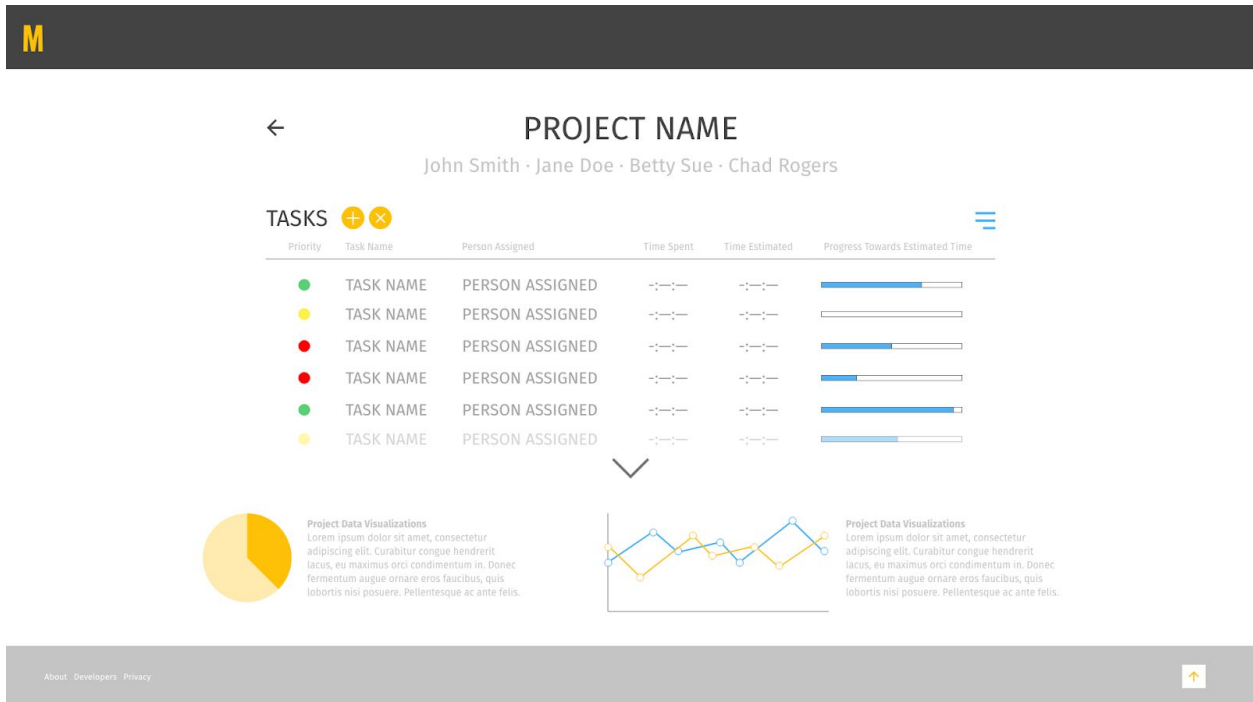 M
PROJECT NAME
John Smith · Jane Doe · Betty Sue · Chad Rogers
TASKS
Priority Task Name Person Assigned Time Spent Time Estimated Progress Towards Estimated Time
TASK NAME PERSON ASSIGNED -:—:— -:—:—
TASK NAME PERSON ASSIGNED -:—:— -:—:—
TASK NAME PERSON ASSIGNED -:—:— -:—:—
TASK NAME PERSON ASSIGNED -:—:— -:—:—
TASK NAME PERSON ASSIGNED -:—:— -:—:—
TASK NAME PERSON ASSIGNED -:—:— -:—:—
Project Data Visualizations
Lorem ipsum dolor sit amet, consectetur
adipiscing elit. Curabitur congue hendrerit
lacus, eu maximus orci condimentum in. Donec
fermentum augue ornare eros faucibus, quis
lobortis nisi posuere. Pellentesque ac ante felis.
Project Data Visualizations
Lorem ipsum dolor sit amet, consectetur
adipiscing elit. Curabitur congue hendrerit
lacus, eu maximus orci condimentum in. Donec
fermentum augue ornare eros faucibus, quis
lobortis nisi posuere. Pellentesque ac ante felis.
About Developers Privacy